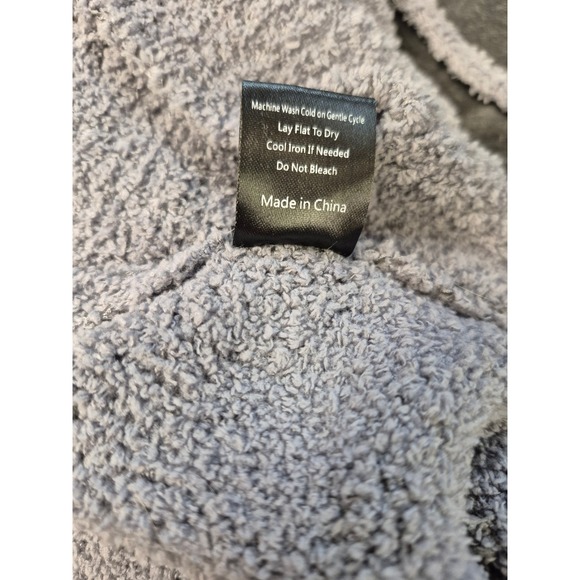 Machine Wash Cold on Gentle Cycle
Lay Flat To Dry
Cool Iron If Needed
Do Not Bleach
Made in China